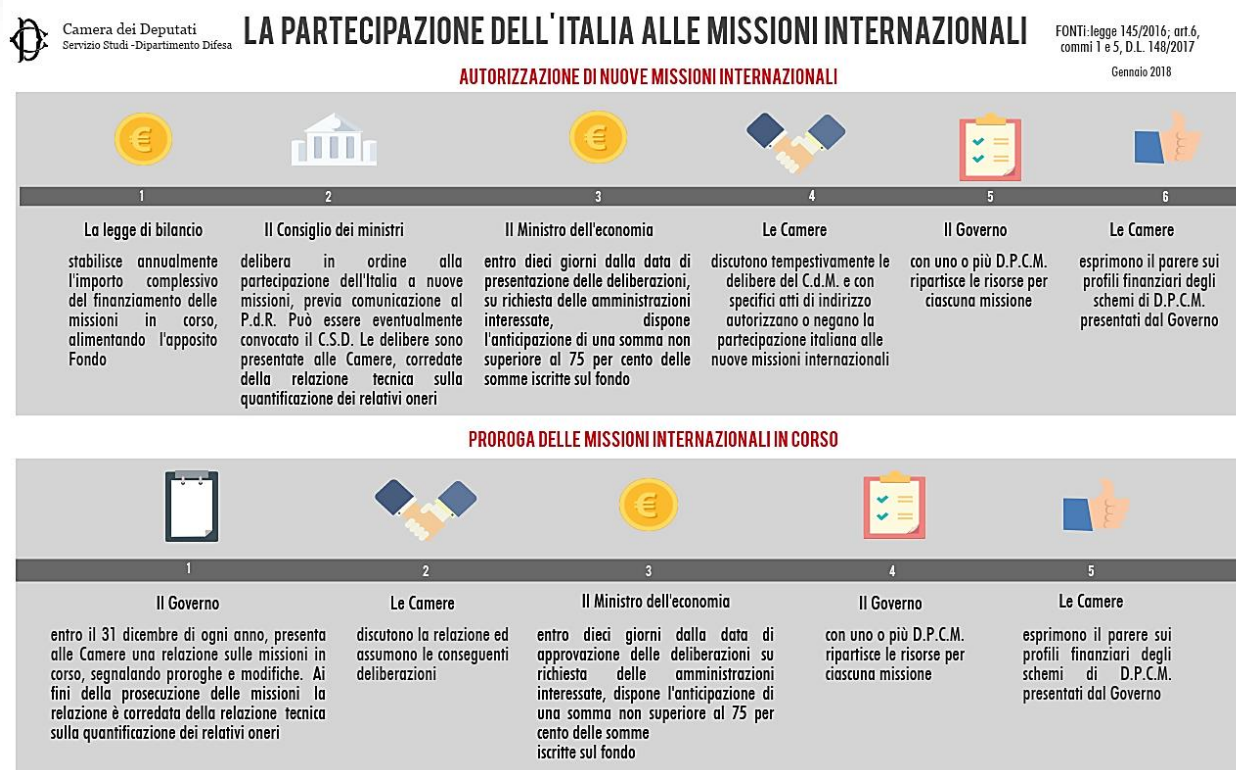 Camera dei Deputati
Servizio Studi -Dipartimento Difesa
LA PARTECIPAZIONE DELL'ITALIA ALLE MISSIONI INTERNAZIONALI
FONTI:legge 145/2016; art.6,
commi 1 e 5, D.L. 148/2017
Gennaio 2018
AUTORIZZAZIONE DI NUOVE MISSIONI INTERNAZIONALI
1
La legge di bilancio
stabilisce annualmente
l'importo complessivo
del finanziamento delle
missioni in corso,
alimentando l'apposito
Fondo
2
Il Consiglio dei ministri
delibera in ordine alla
partecipazione dell'Italia a nuove
missioni, previa comunicazione al
P.d.R. Può essere eventualmente
convocato il C.S.D. Le delibere sono
presentate alle Camere, corredate
della relazione tecnica sulla
quantificazione dei relativi oneri
3
Il Ministro dell'economia
entro dieci giorni dalla data di
presentazione delle deliberazioni,
su richiesta delle amministrazioni
interessate, dispone
l'anticipazione di una somma non
superiore al 75 per cento delle
somme iscritte sul fondo
4
Le Camere
discutono tempestivamente le
delibere del C.d.M. e con
specifici atti di indirizzo
autorizzano o negano la
partecipazione italiana alle
nuove missioni internazionali
5
Il Governo
con uno o più D.P.C.M.
ripartisce le risorse per
ciascuna missione
6
Le Camere
esprimono il parere sui
profili finanziari degli
schemi di D.P.C.M.
presentati dal Governo
PROROGA DELLE MISSIONI INTERNAZIONALI IN CORSO
1
Il Governo
entro il 31 dicembre di ogni anno, presenta
alle Camere una relazione sulle missioni in
corso, segnalando proroghe e modifiche. Ai
fini della prosecuzione delle missioni la
relazione è corredata della relazione tecnica
sulla quantificazione dei relativi oneri
2
Le Camere
discutono la relazione ed
assumono le conseguenti
deliberazioni
3
Il Ministro dell'economia
entro dieci giorni dalla data di
approvazione delle deliberazioni su
richiesta delle amministrazioni
interessate, dispone l'anticipazione di
una somma non superiore al 75 per
cento delle somme
iscritte sul fondo
4
Il Governo
con uno o più D.P.C.M.
ripartisce le risorse per
ciascuna missione
5
Le Camere
esprimono il parere sui
profili finanziari degli
schemi di D.P.C.M.
presentati dal Governo